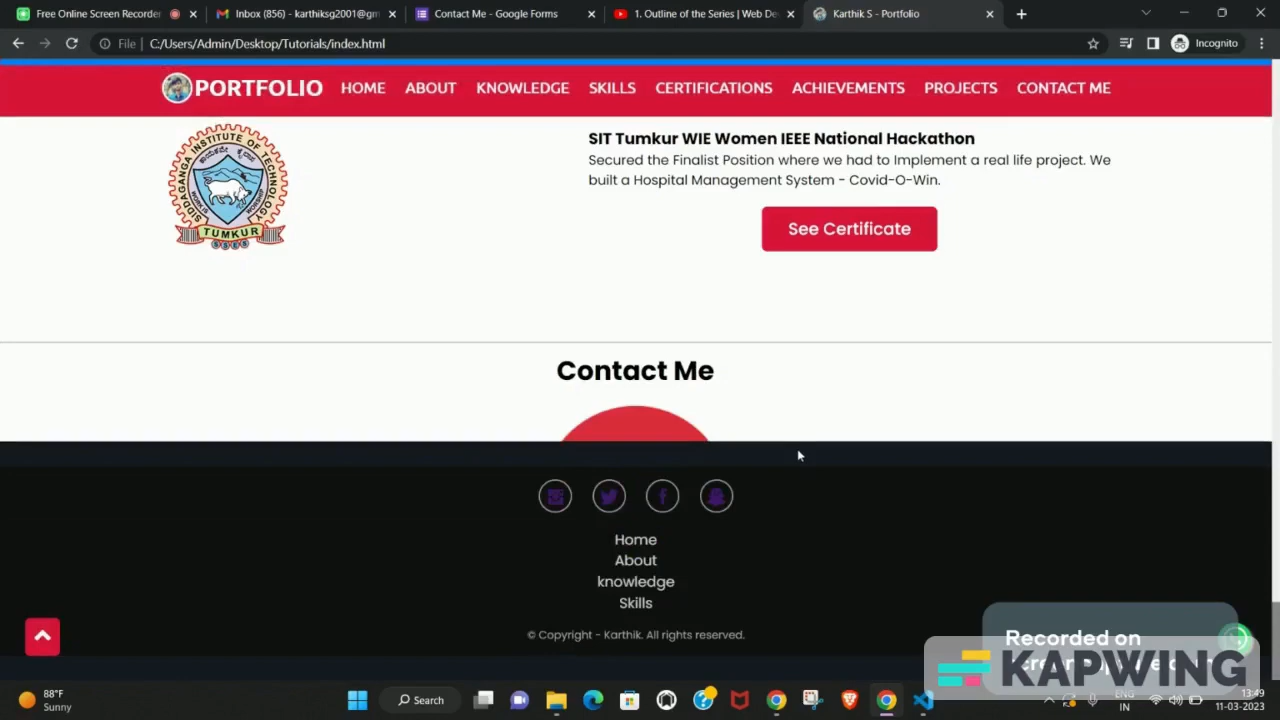 Free Online Screen Recorder
Inbox (856) - karthiksg2001@gm
Contact Me - Google Forms
1. Outline of the Series | Web De
Karthik S - Portfolio
File
C:/Users/Admin/Desktop/Tutorials/index.html
Incognito
PORTFOLIO
HOME
ABOUT
KNOWLEDGE
SKILLS
CERTIFICATIONS
ACHIEVEMENTS
PROJECTS
CONTACT ME
SIDDAGANGA INSTITUTE OF TECHNOLOGY
TUMKUR
SSES
SIT Tumkur WIE Women IEEE National Hackathon
Secured the Finalist Position where we had to Implement a real life project. We
built a Hospital Management System - Covid-O-Win.
See Certificate
Contact Me
Home
About
knowledge
Skills
© Copyright - Karthik. All rights reserved.
Recorded on
KAPWING
88°F
Sunny
Search
ENG
IN
13:49
11-03-2023